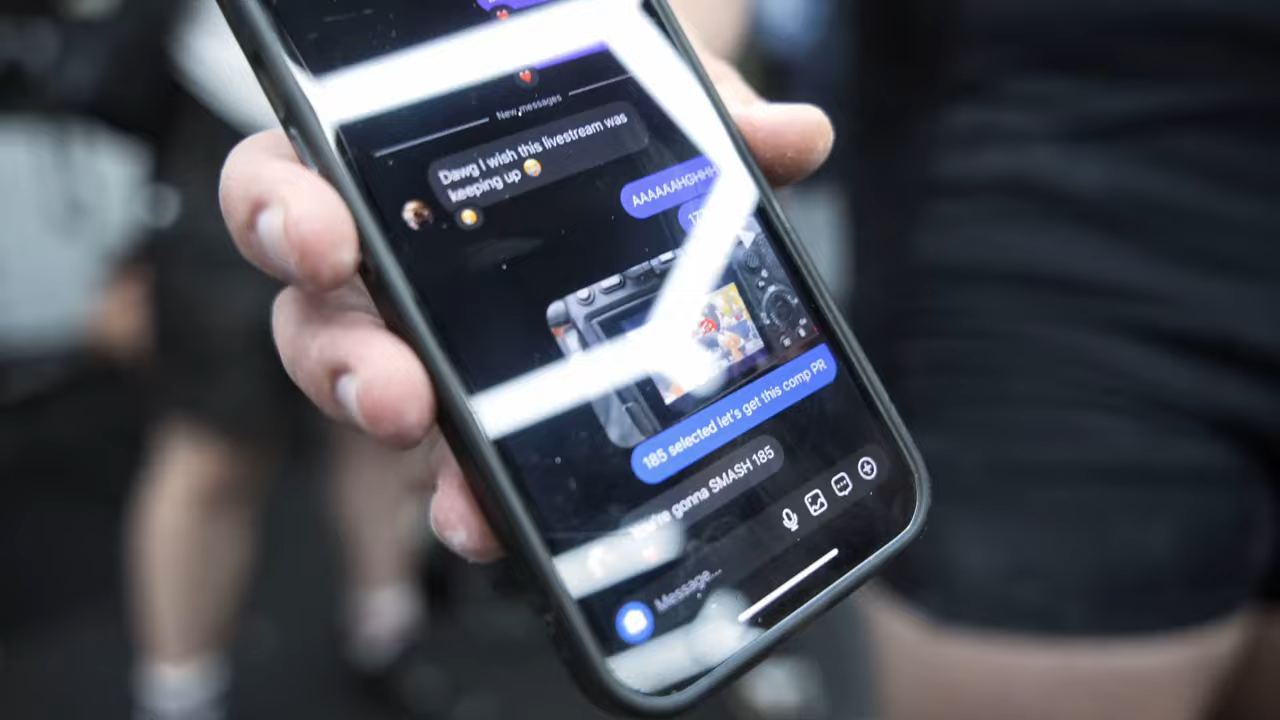 New messages
Dawg I wish this livestream was
keeping up 😭
AAAAAAHGHHH
185 selected let's get this comp PR
gonna SMASH 185
Message...